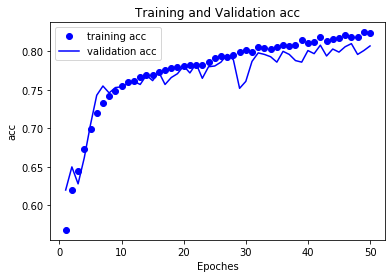 Training and Validation acc
training acc
validation acc
acc
0.80
0.75
0.70
0.65
0.60
0
10
20
30
40
50
Epoches